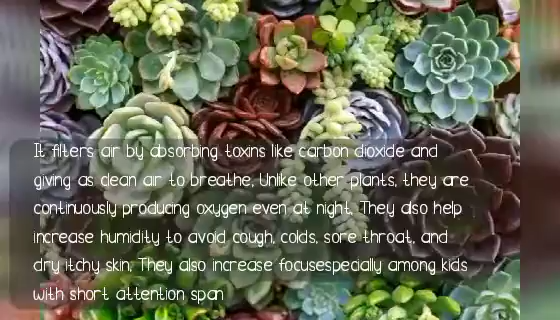 It filters air by absorbing toxins like carbon dioxide and
giving as clean air to breathe. Unlike other plants, they are
continuously producing oxygen even at night. They also help
increase humidity to avoid cough, colds, sore throat, and
dry itchy skin. They also increase focusespecially among kids
with short attention span